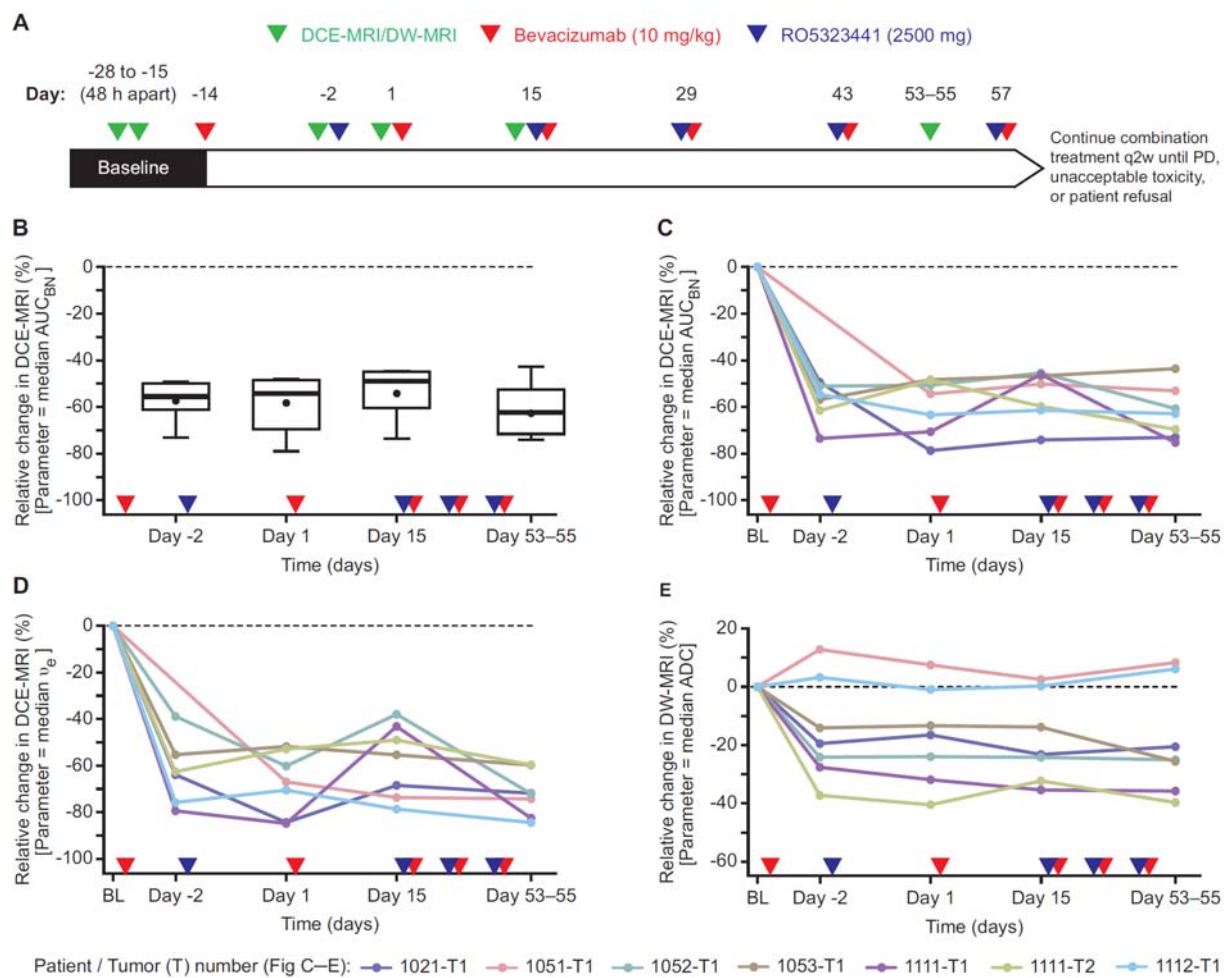 A
DCE-MRI/DW-MRI Bevacizumab (10 mg/kg) RO5323441 (2500 mg)
-28 to -15
Day: (48 h apart) -14 -2 1 15 29 43 53–55 57
Baseline
Continue combination
treatment q2w until PD,
unacceptable toxicity,
or patient refusal
B
Relative change in DCE-MRI (%)
[Parameter = median AUC_BN]
0
-20
-40
-60
-80
-100
Day -2 Day 1 Day 15 Day 53–55
Time (days)
C
Relative change in DCE-MRI (%)
[Parameter = median AUC_BN]
0
-20
-40
-60
-80
-100
BL Day -2 Day 1 Day 15 Day 53–55
Time (days)
D
Relative change in DCE-MRI (%)
[Parameter = median ν_e]
0
-20
-40
-60
-80
-100
BL Day -2 Day 1 Day 15 Day 53–55
Time (days)
E
Relative change in DW-MRI (%)
[Parameter = median ADC]
20
0
-20
-40
-60
BL Day -2 Day 1 Day 15 Day 53–55
Time (days)
Patient / Tumor (T) number (Fig C–E): 1021-T1 1051-T1 1052-T1 1053-T1 1111-T1 1111-T2 1112-T1